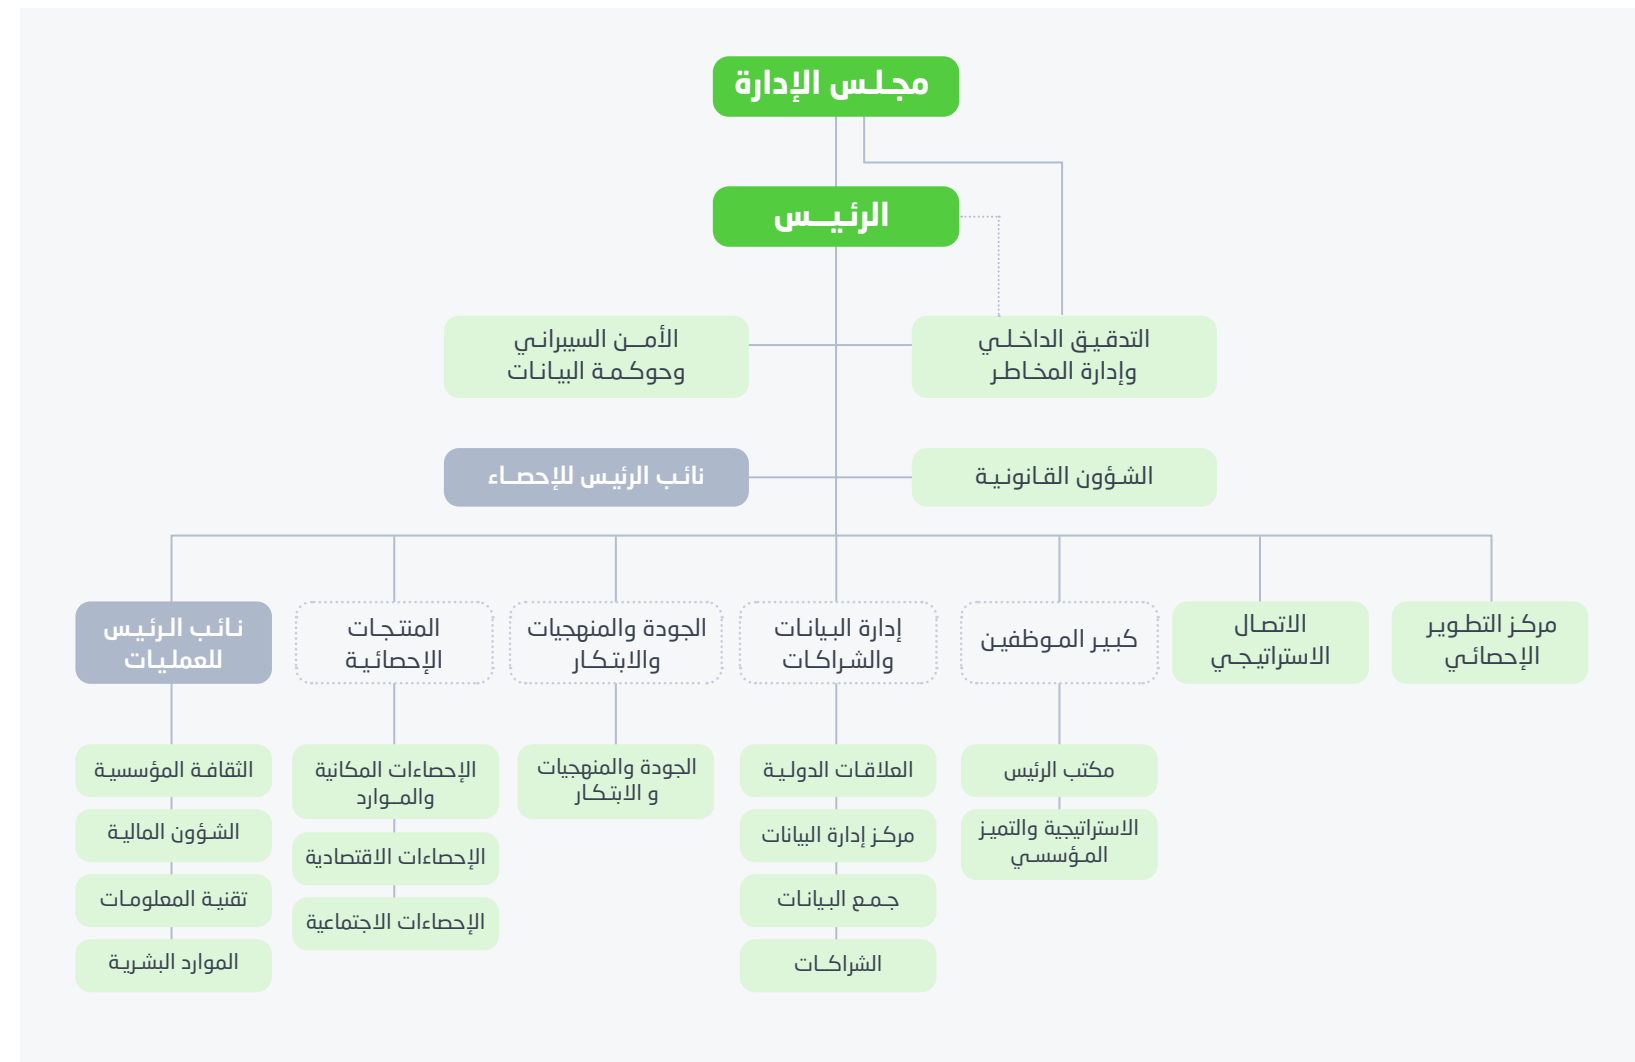 مجلس الإدارة
الرئيس
التدقيق الداخلي
وإدارة المخاطر
الأمن السيبراني
وحوكمة البيانات
الشؤون القانونية
نائب الرئيس للإحصاء
مركز التطوير
الإحصائي
الاتصال
الاستراتيجي
كبير الموظفين
إدارة البيانات
والشراكات
الجودة والمنهجيات
والابتكار
المنتجات
الإحصائية
نائب الرئيس
للعمليات
مكتب الرئيس
الاستراتيجية والتميز
المؤسسي
العلاقات الدولية
مركز إدارة البيانات
جمع البيانات
الشراكات
الجودة والمنهجيات
و الابتكار
الإحصاءات المكانية
والموارد
الإحصاءات الاقتصادية
الإحصاءات الاجتماعية
الثقافة المؤسسية
الشؤون المالية
تقنية المعلومات
الموارد البشرية